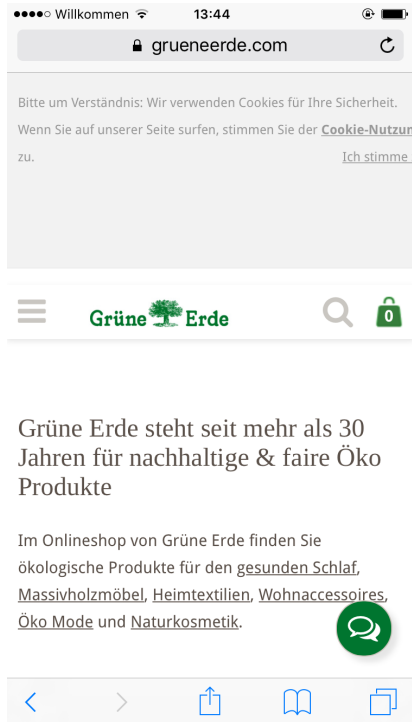 Willkommen 13:44
grueneerde.com
Bitte um Verständnis: Wir verwenden Cookies für Ihre Sicherheit.
Wenn Sie auf unserer Seite surfen, stimmen Sie der Cookie-Nutzun
zu. Ich stimme
Grüne Erde
0
Grüne Erde steht seit mehr als 30
Jahren für nachhaltige & faire Öko
Produkte
Im Onlineshop von Grüne Erde finden Sie
ökologische Produkte für den gesunden Schlaf,
Massivholzmöbel, Heimtextilien, Wohnaccessoires,
Öko Mode und Naturkosmetik.